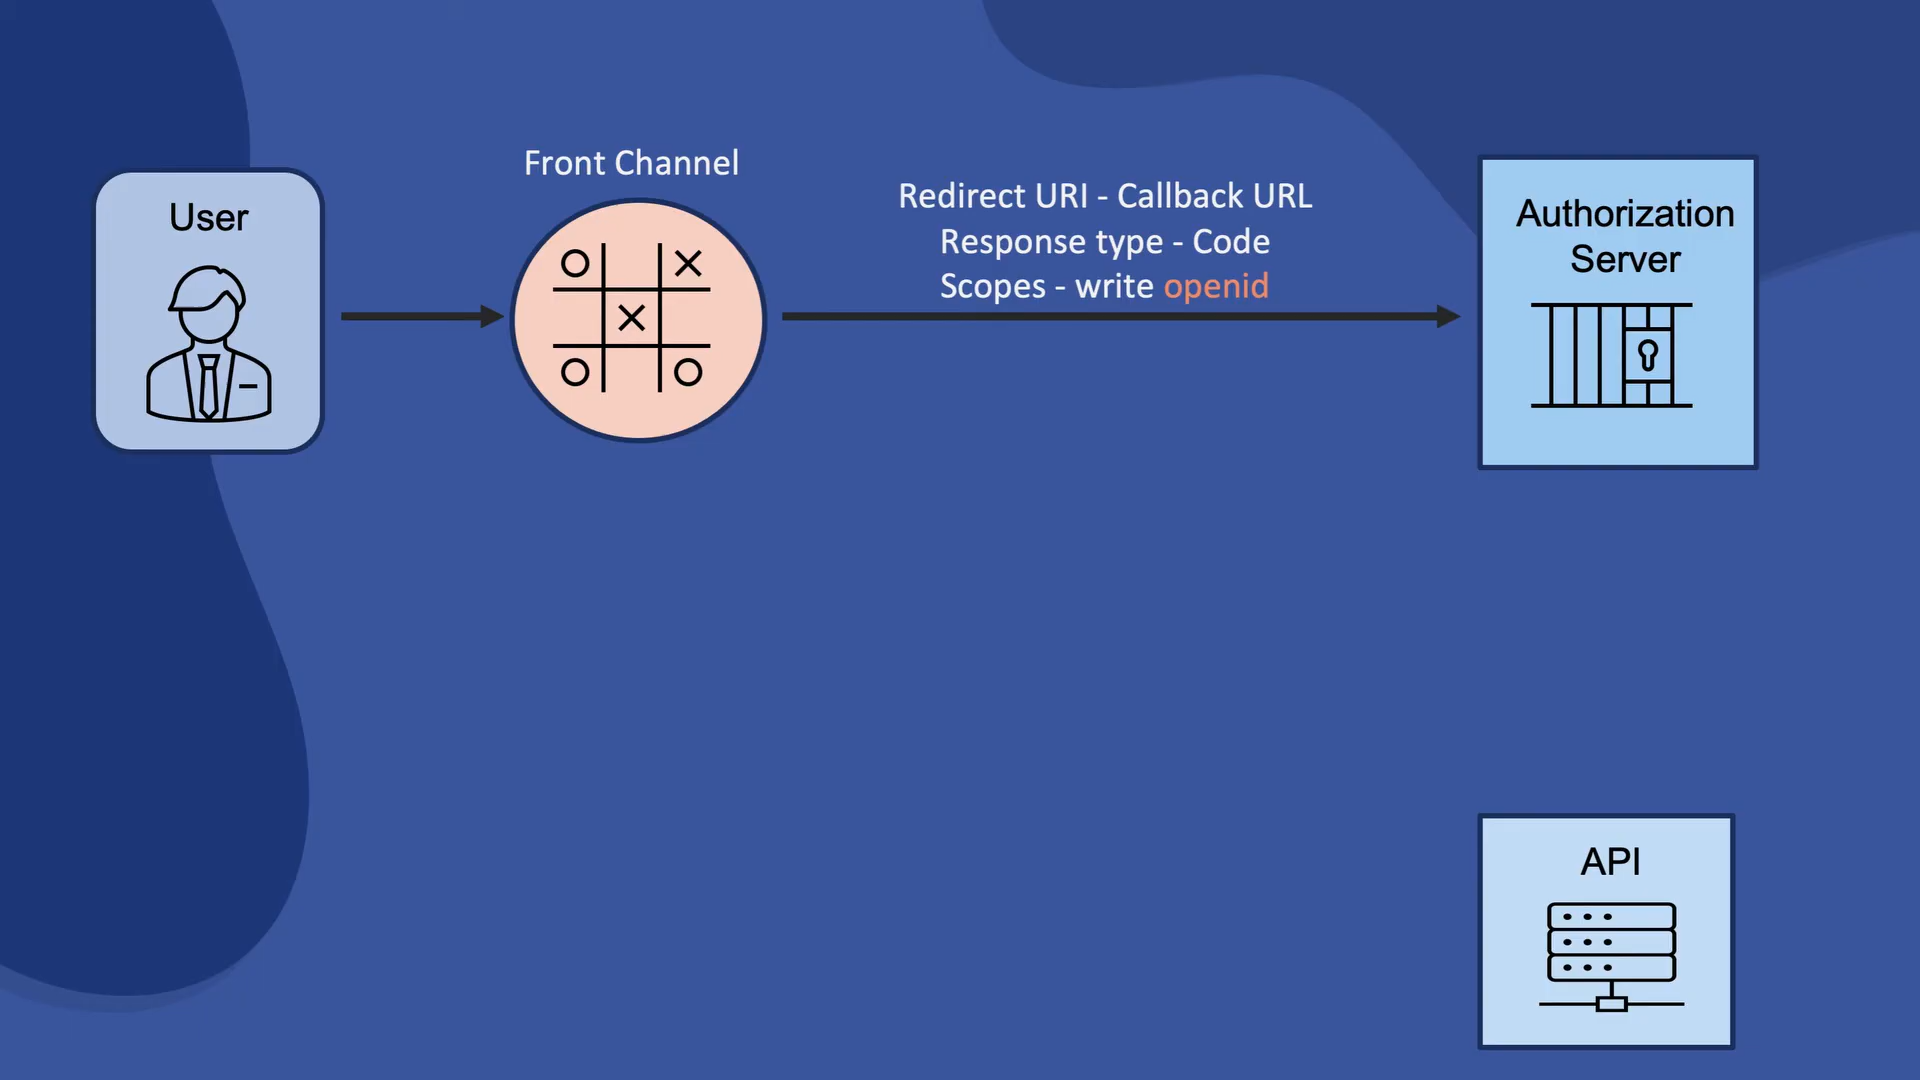 User
Front Channel
Redirect URI - Callback URL
Response type - Code
Scopes - write openid
Authorization
Server
API